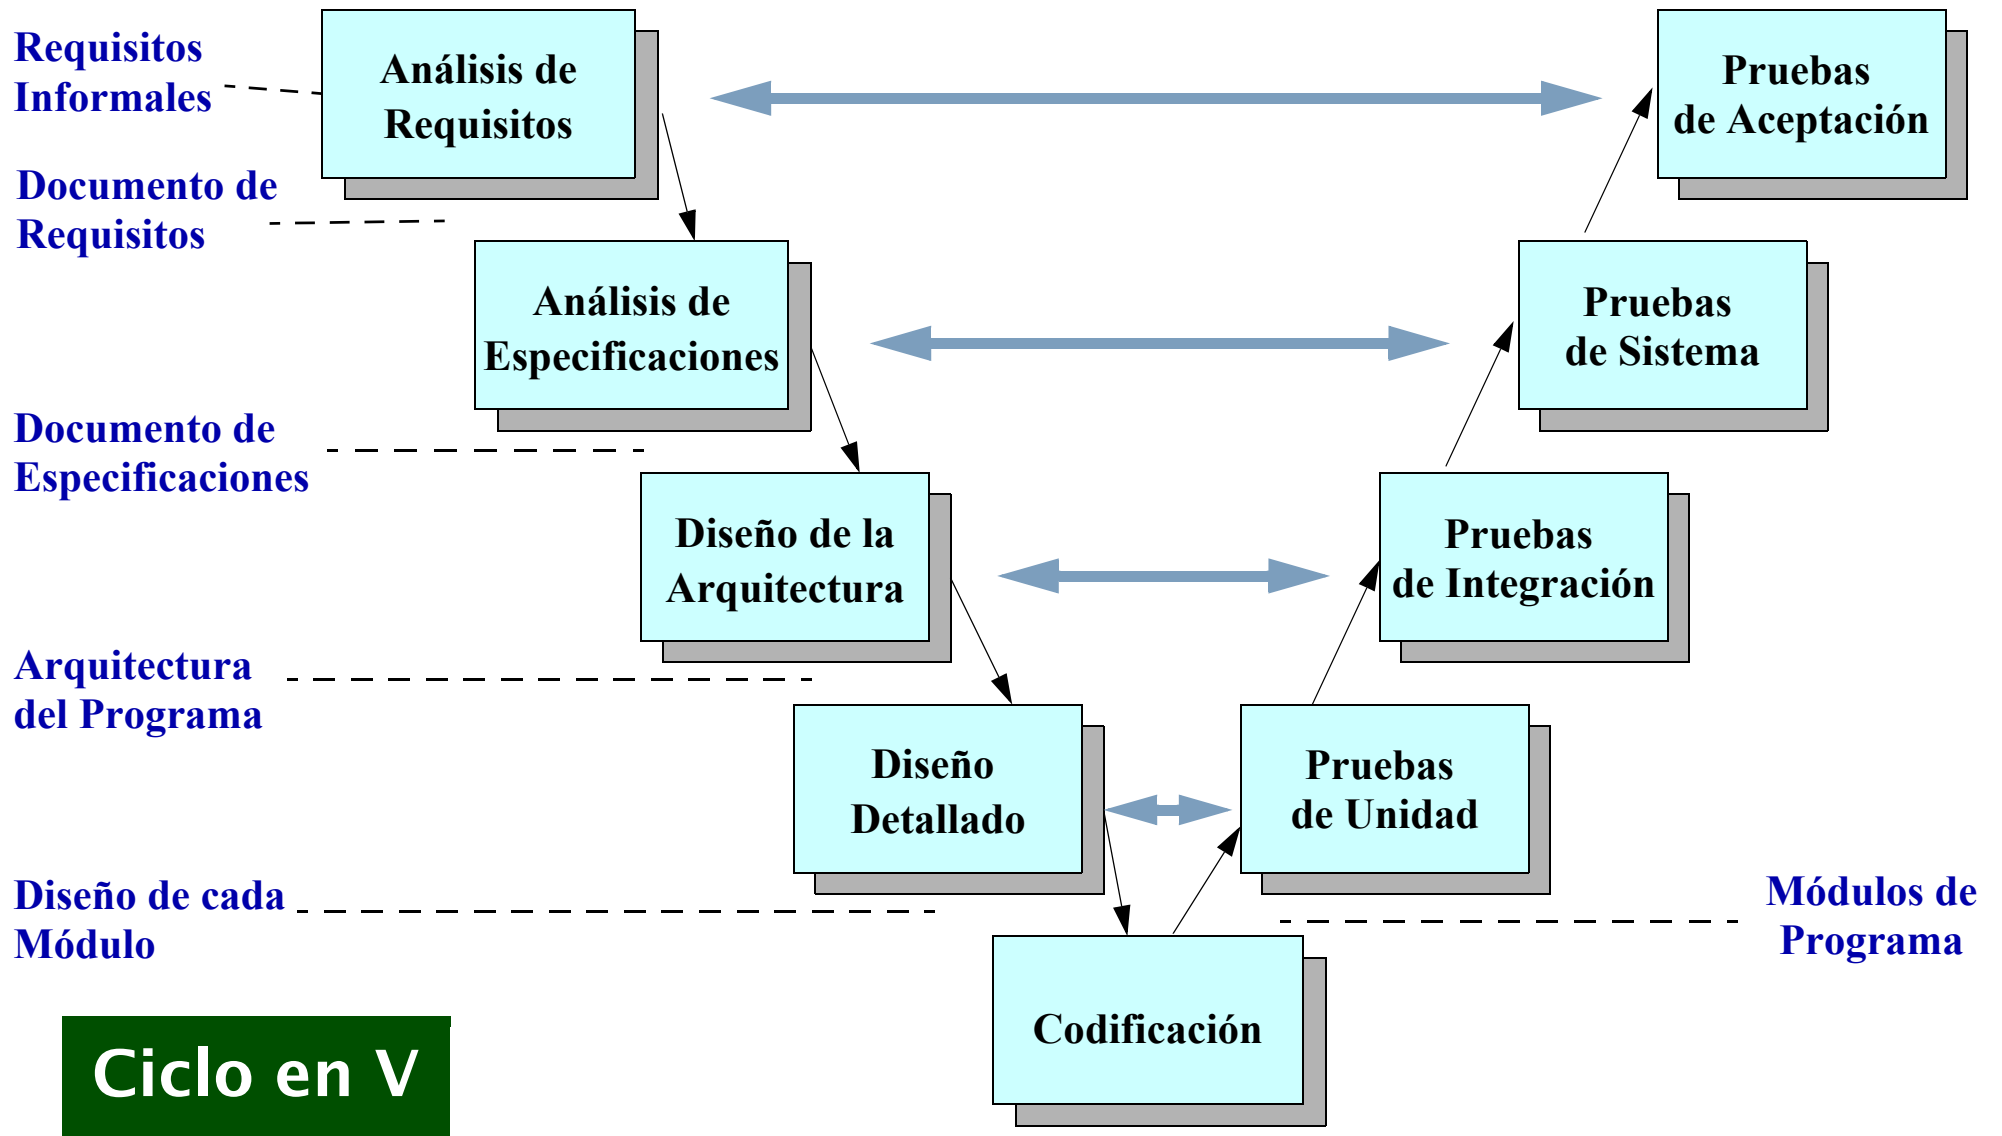 Requisitos
Informales
Análisis de
Requisitos
Pruebas
de Aceptación
Documento de
Requisitos
Análisis de
Especificaciones
Pruebas
de Sistema
Documento de
Especificaciones
Diseño de la
Arquitectura
Pruebas
de Integración
Arquitectura
del Programa
Diseño
Detallado
Pruebas
de Unidad
Diseño de cada
Módulo
Módulos de
Programa
Codificación
Ciclo en V